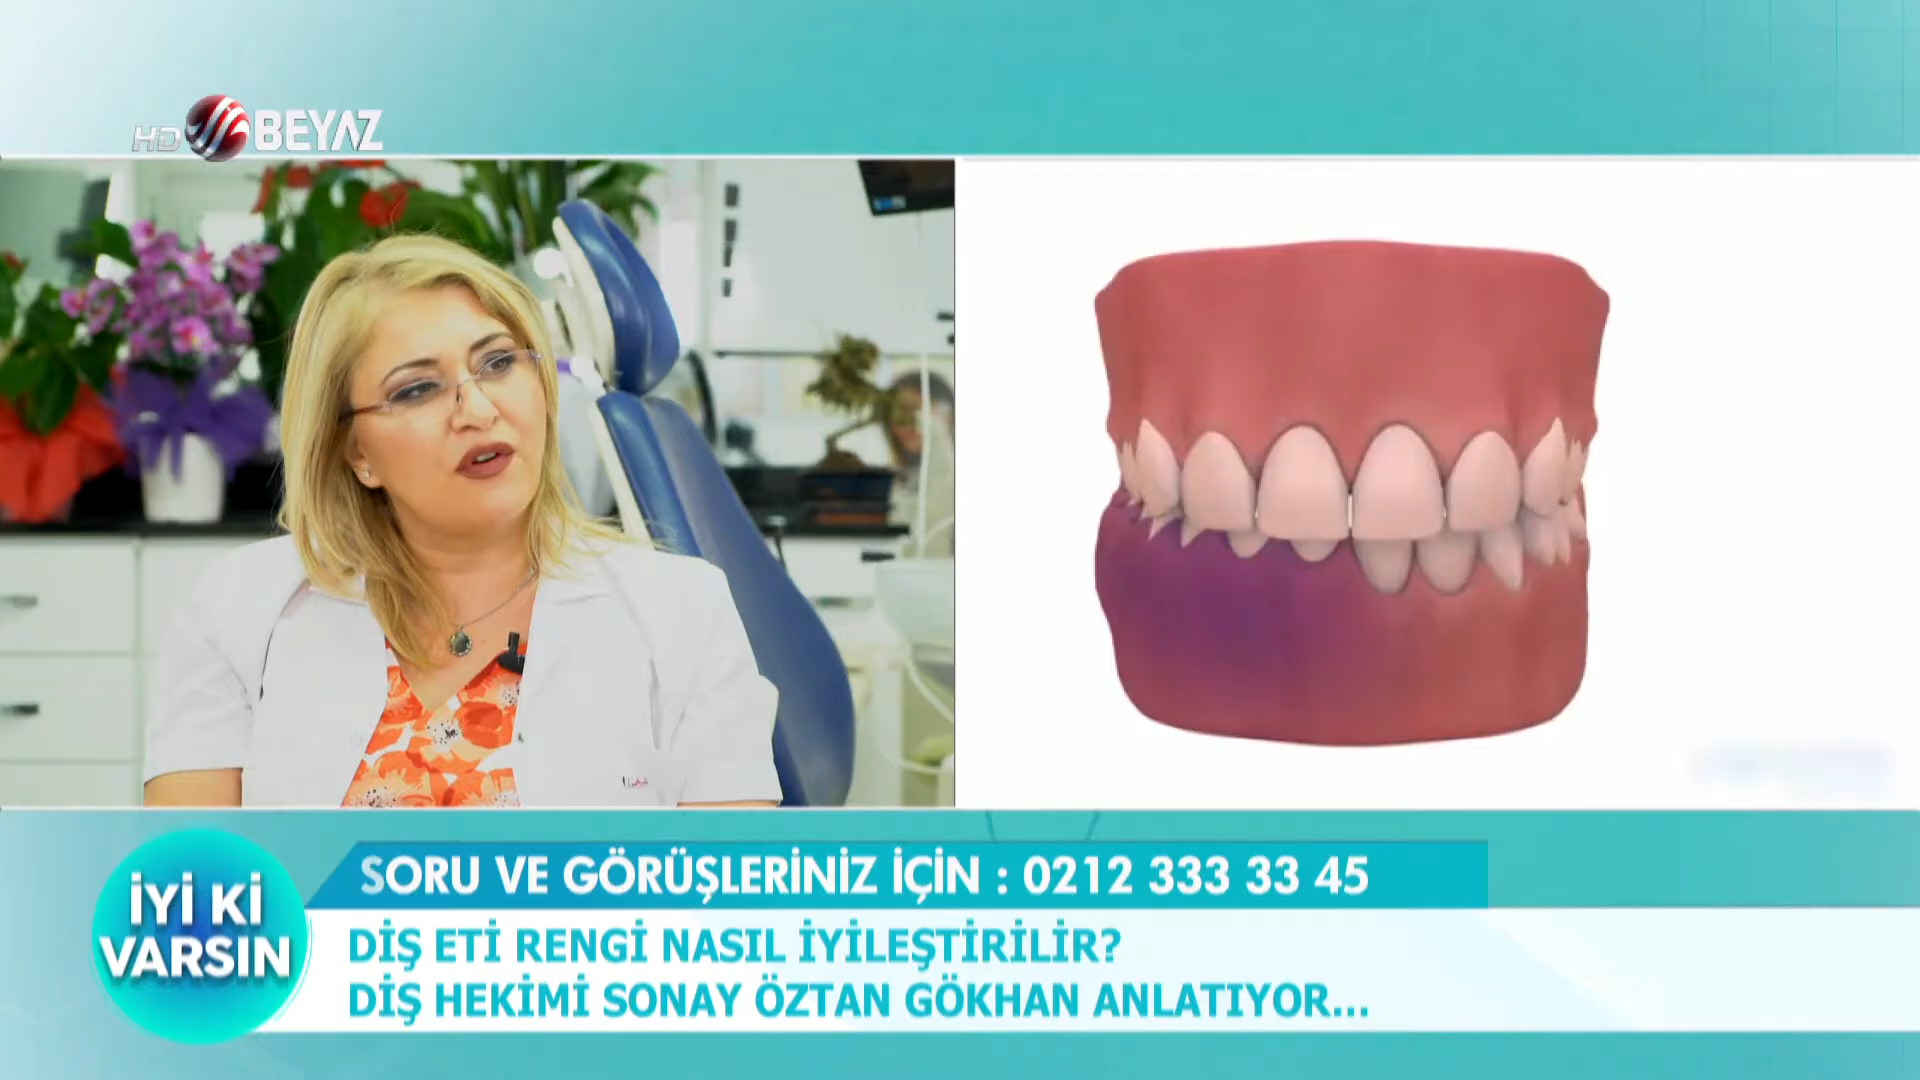 HD BEYAZ
SORU VE GÖRÜŞLERİNİZ İÇİN : 0212 333 33 45
İYİ Kİ
VARSIN
DİŞ ETİ RENGİ NASIL İYİLEŞTİRİLİR?
DİŞ HEKİMİ SONAY ÖZTAN GÖKHAN ANLATIYOR...